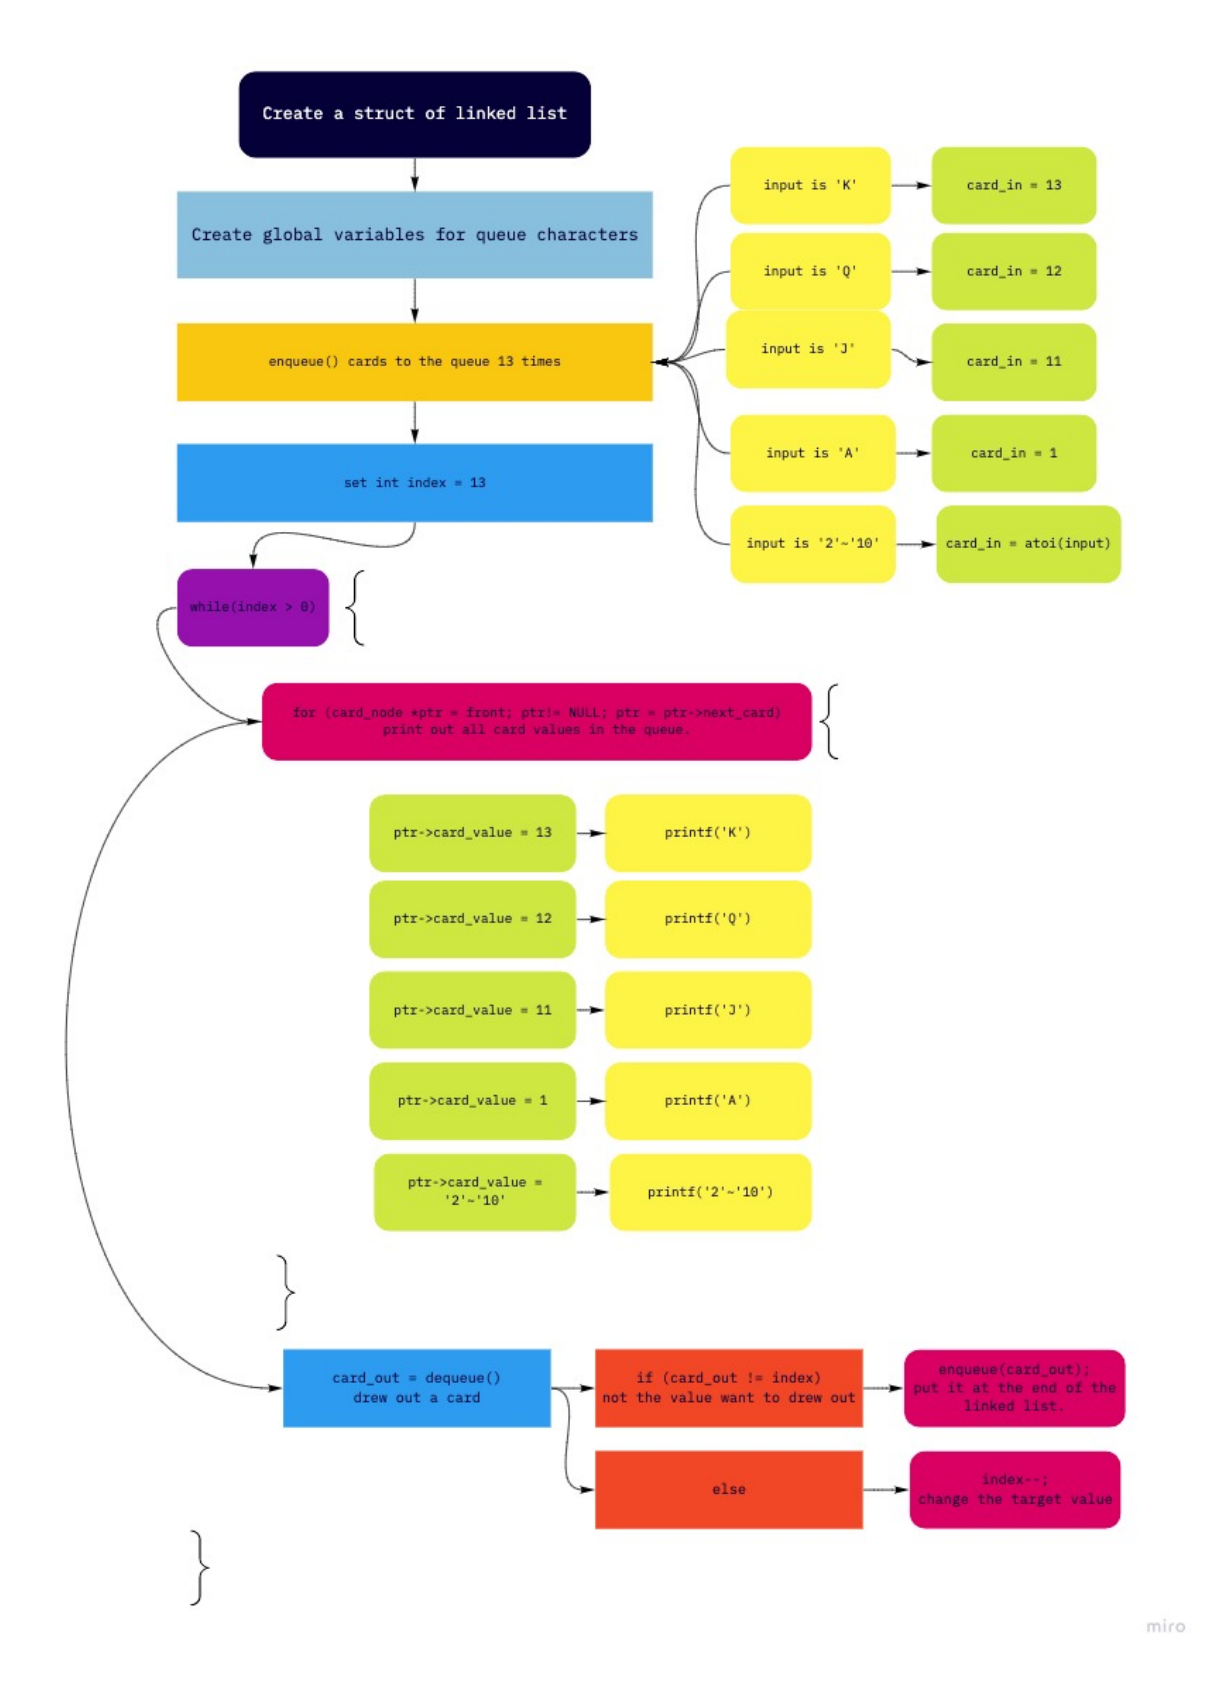 Create a struct of linked list
Create global variables for queue characters
enqueue() cards to the queue 13 times
set int index = 13
input is 'K'
card_in = 13
input is 'Q'
card_in = 12
input is 'J'
card_in = 11
input is 'A'
card_in = 1
input is '2'~'10'
card_in = atoi(input)
while(index > 0)
{
for (card_node *ptr = front; ptr!= NULL; ptr = ptr->next_card)
print out all card values in the queue.
{
ptr->card_value = 13
printf('K')
ptr->card_value = 12
printf('Q')
ptr->card_value = 11
printf('J')
ptr->card_value = 1
printf('A')
ptr->card_value =
'2'~'10'
printf('2'~'10')
}
card_out = dequeue()
drew out a card
if (card_out != index)
not the value want to drew out
enqueue(card_out);
put it at the end of the
linked list.
else
index--;
change the target value
}
miro